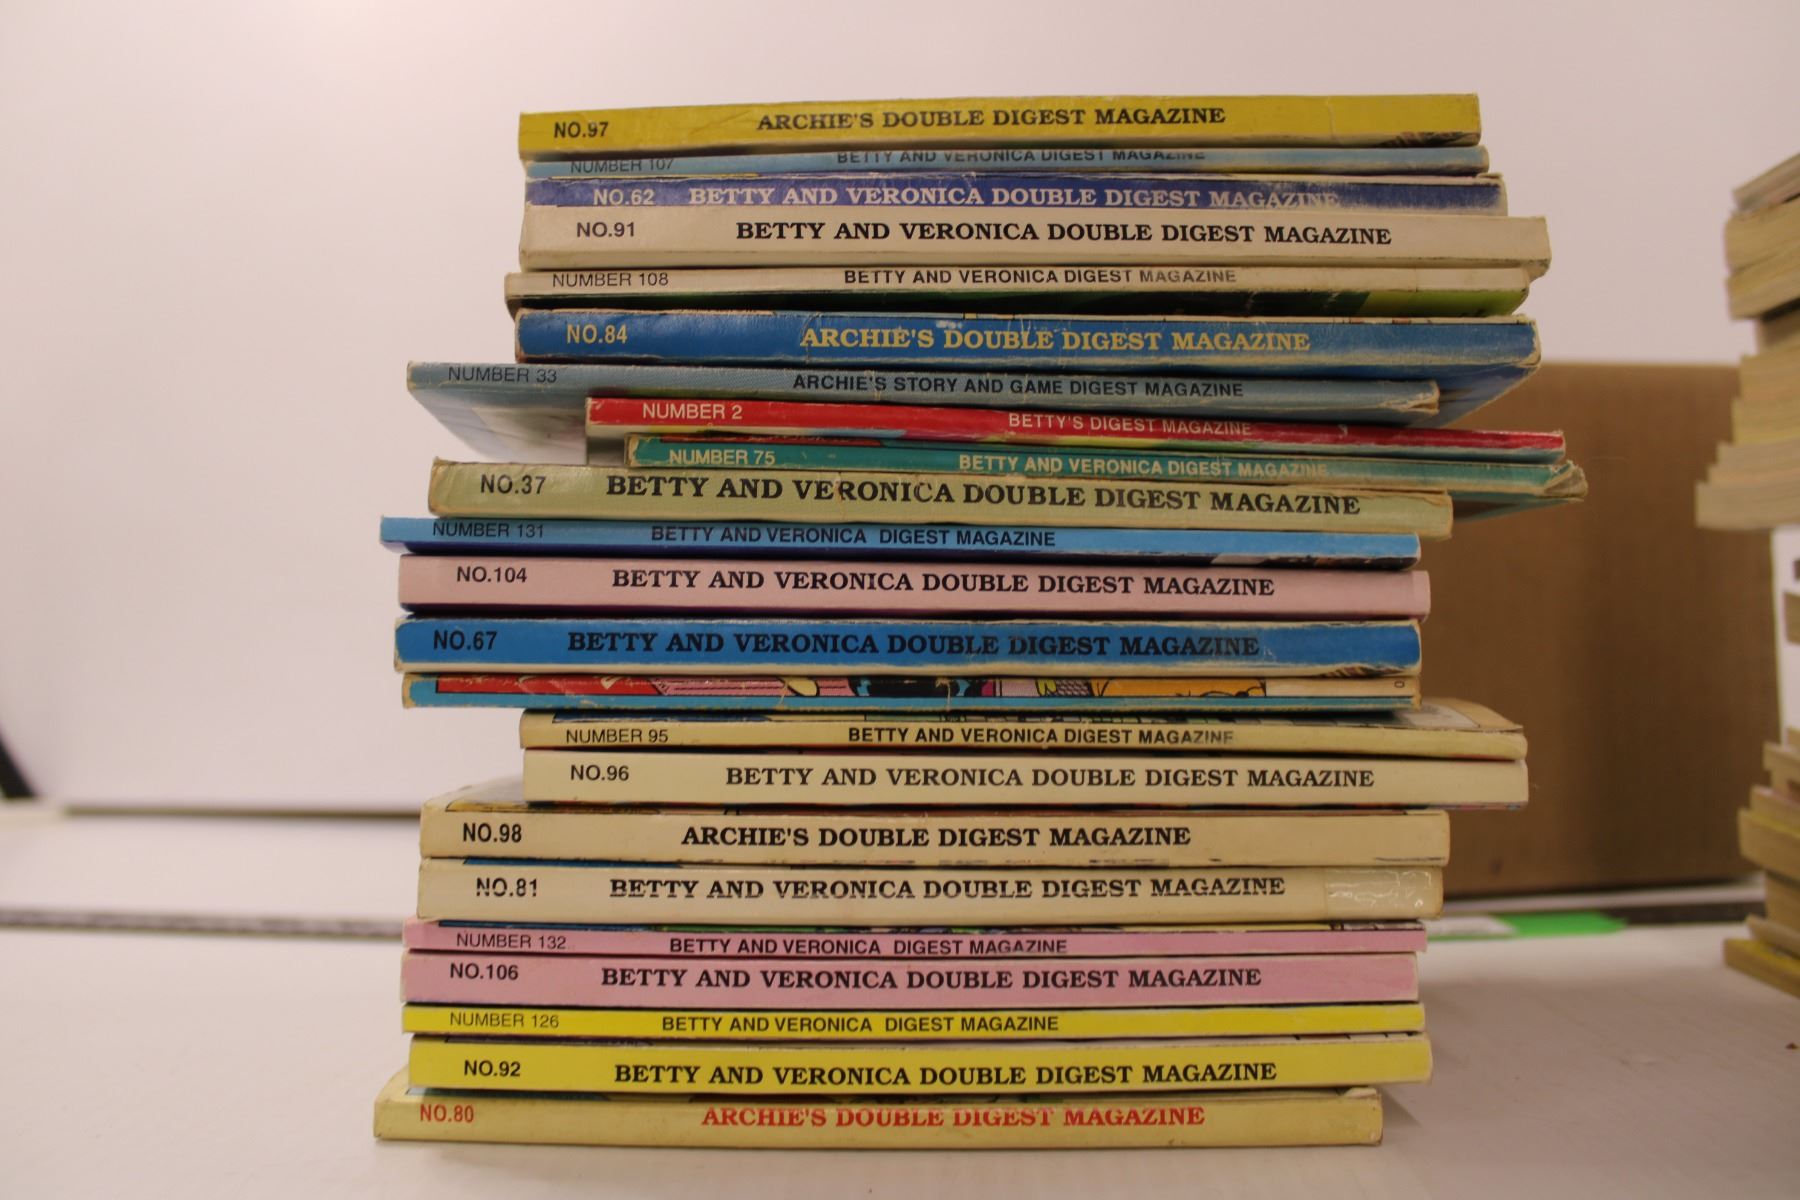 NO.97 ARCHIE'S DOUBLE DIGEST MAGAZINE
NUMBER 107 BETTY AND VERONICA DIGEST MAGAZINE
NO.62 BETTY AND VERONICA DOUBLE DIGEST MAGAZINE
NO.91 BETTY AND VERONICA DOUBLE DIGEST MAGAZINE
NUMBER 108 BETTY AND VERONICA DIGEST MAGAZINE
NO.84 ARCHIE'S DOUBLE DIGEST MAGAZINE
NUMBER 33 ARCHIE'S STORY AND GAME DIGEST MAGAZINE
NUMBER 2 BETTY'S DIGEST MAGAZINE
NUMBER 75 BETTY AND VERONICA DIGEST MAGAZINE
NO.37 BETTY AND VERONICA DOUBLE DIGEST MAGAZINE
NUMBER 131 BETTY AND VERONICA DIGEST MAGAZINE
NO.104 BETTY AND VERONICA DOUBLE DIGEST MAGAZINE
NO.67 BETTY AND VERONICA DOUBLE DIGEST MAGAZINE
NUMBER 95 BETTY AND VERONICA DIGEST MAGAZINE
NO.96 BETTY AND VERONICA DOUBLE DIGEST MAGAZINE
NO.98 ARCHIE'S DOUBLE DIGEST MAGAZINE
NO.81 BETTY AND VERONICA DOUBLE DIGEST MAGAZINE
NUMBER 132 BETTY AND VERONICA DIGEST MAGAZINE
NO.106 BETTY AND VERONICA DOUBLE DIGEST MAGAZINE
NUMBER 126 BETTY AND VERONICA DIGEST MAGAZINE
NO.92 BETTY AND VERONICA DOUBLE DIGEST MAGAZINE
NO.80 ARCHIE'S DOUBLE DIGEST MAGAZINE